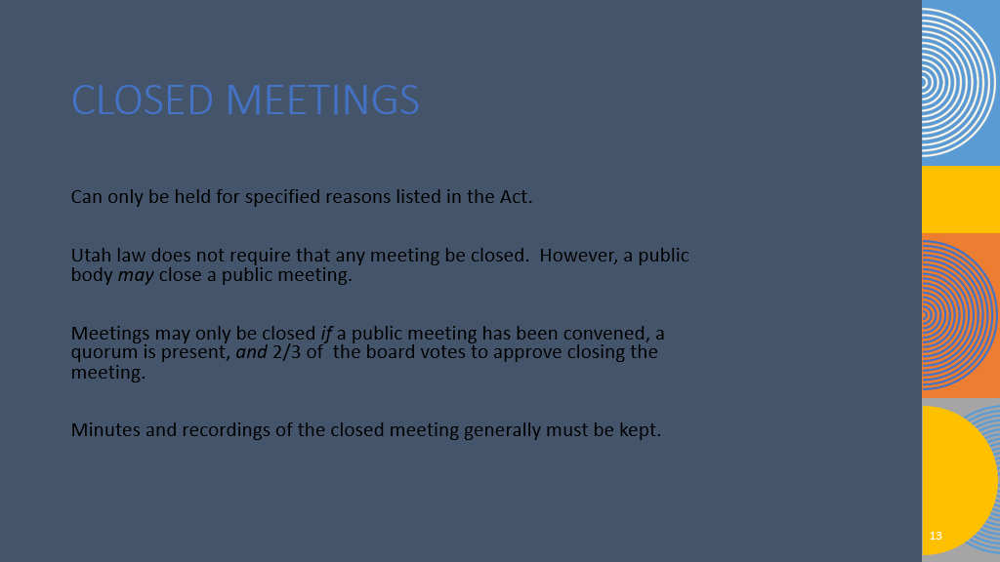 CLOSED MEETINGS
Can only be held for specified reasons listed in the Act.
Utah law does not require that any meeting be closed.  However, a public
body may close a public meeting.
Meetings may only be closed if a public meeting has been convened, a
quorum is present, and 2/3 of  the board votes to approve closing the
meeting.
Minutes and recordings of the closed meeting generally must be kept.
13